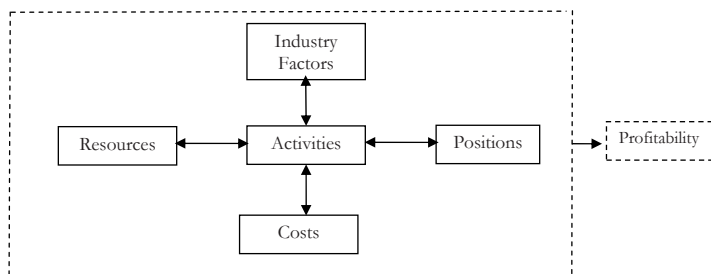 Industry
Factors
Resources
Activities
Positions
Profitability
Costs